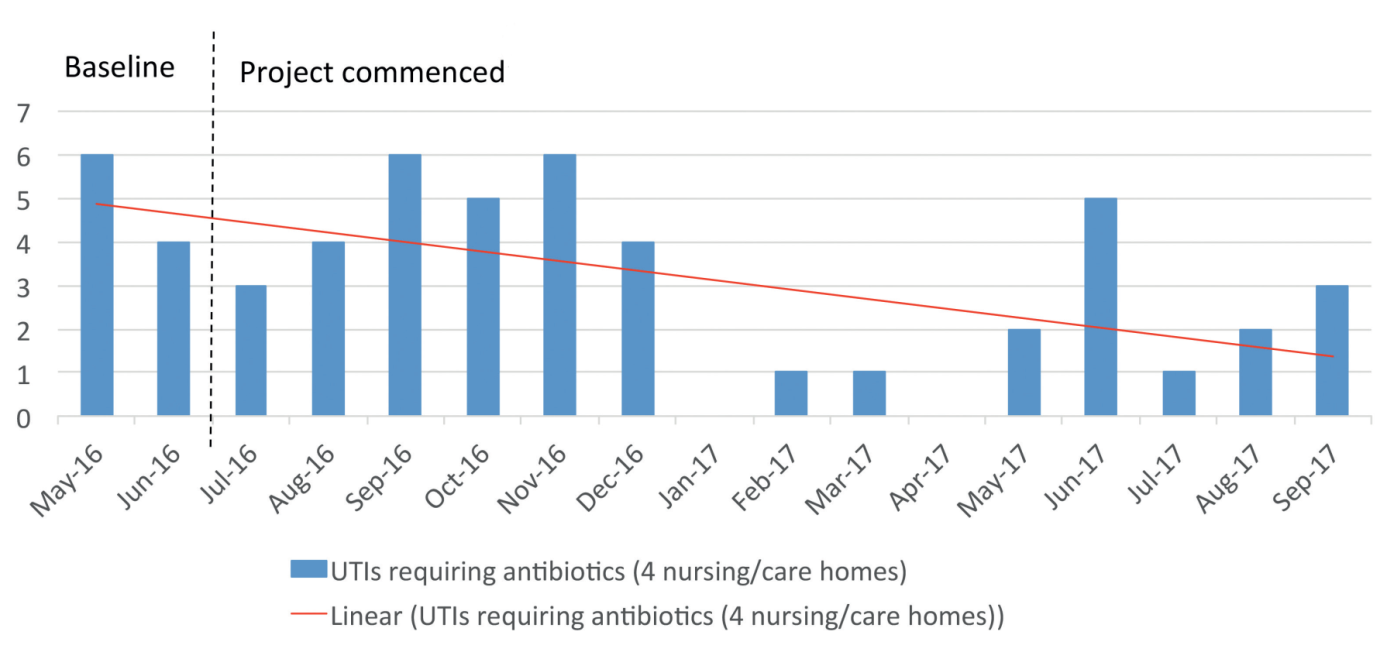 Baseline
Project commenced
7
6
5
4
3
2
1
0
May-16
Jun-16
Jul-16
Aug-16
Sep-16
Oct-16
Nov-16
Dec-16
Jan-17
Feb-17
Mar-17
Apr-17
May-17
Jun-17
Jul-17
Aug-17
Sep-17
UTIs requiring antibiotics (4 nursing/care homes)
Linear (UTIs requiring antibiotics (4 nursing/care homes))